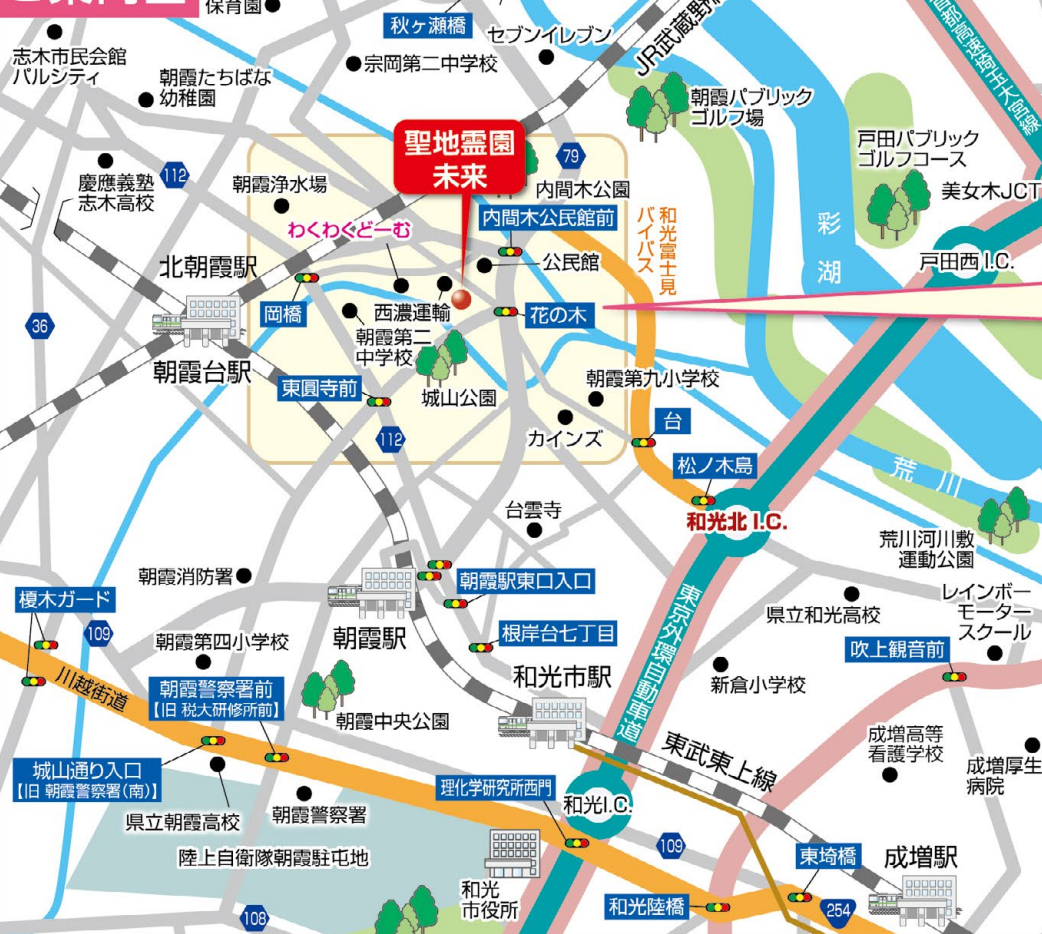 保育園
秋ヶ瀬橋
セブンイレブン
JR武蔵野線
首都高速埼玉大宮線
志木市民会館
パルシティ
宗岡第二中学校
朝霞たちばな
幼稚園
朝霞パブリック
ゴルフ場
戸田パブリック
ゴルフコース
聖地霊園
未来
79
慶應義塾
志木高校
112
朝霞浄水場
内間木公園
美女木JCT
わくわくどーむ
内間木公民館前
和光富士見
バイパス
彩湖
北朝霞駅
公民館
戸田西I.C.
岡橋
西濃運輸
花の木
36
朝霞第二
中学校
朝霞台駅
東圓寺前
城山公園
朝霞第九小学校
112
カインズ
台
松ノ木島
荒川
台雲寺
和光北I.C.
荒川河川敷
運動公園
朝霞消防署
朝霞駅東口入口
榎木ガード
109
県立和光高校
レインボー
モーター
スクール
朝霞第四小学校
朝霞駅
根岸台七丁目
東京外環自動車道
吹上観音前
川越街道
朝霞警察署前
【旧 税大研修所前】
和光市駅
新倉小学校
朝霞中央公園
東武東上線
成増高等
看護学校
成増厚生
病院
城山通り入口
【旧 朝霞警察署(南)】
理化学研究所西門
和光I.C.
県立朝霞高校
朝霞警察署
109
東埼橋
成増駅
陸上自衛隊朝霞駐屯地
和光
市役所
和光陸橋
254
108